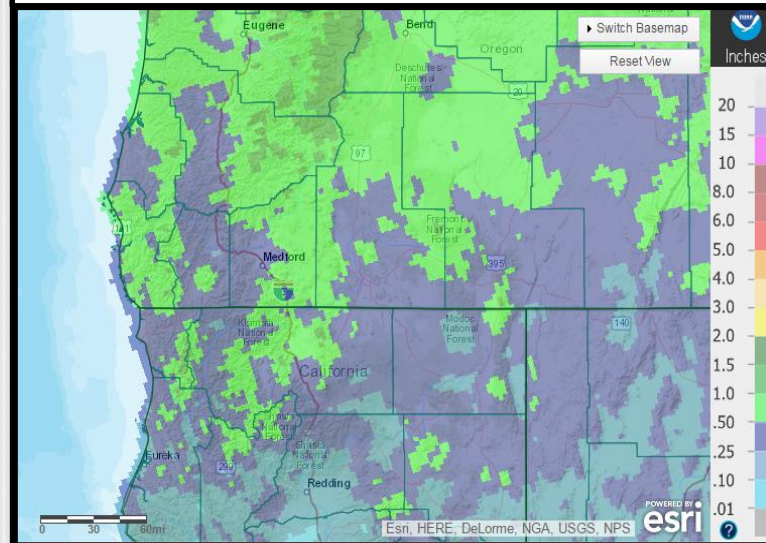 Eugene
Bend
Switch Basemap
Reset View
noaa
Inches
Oregon
Deschutes
National
Forest
20
97
Fremont
National
Forest
101
Medford
395
5
Klamath
National
Forest
Modoc
National
Forest
140
California
Shasta
National
Forest
Eureka
299
Redding
0 30 60mi
Esri, HERE, DeLorme, NGA, USGS, NPS
POWERED BY
esri
20
15
10
8.0
6.0
5.0
4.0
3.0
2.0
1.5
1.0
.50
.25
.10
.01
?